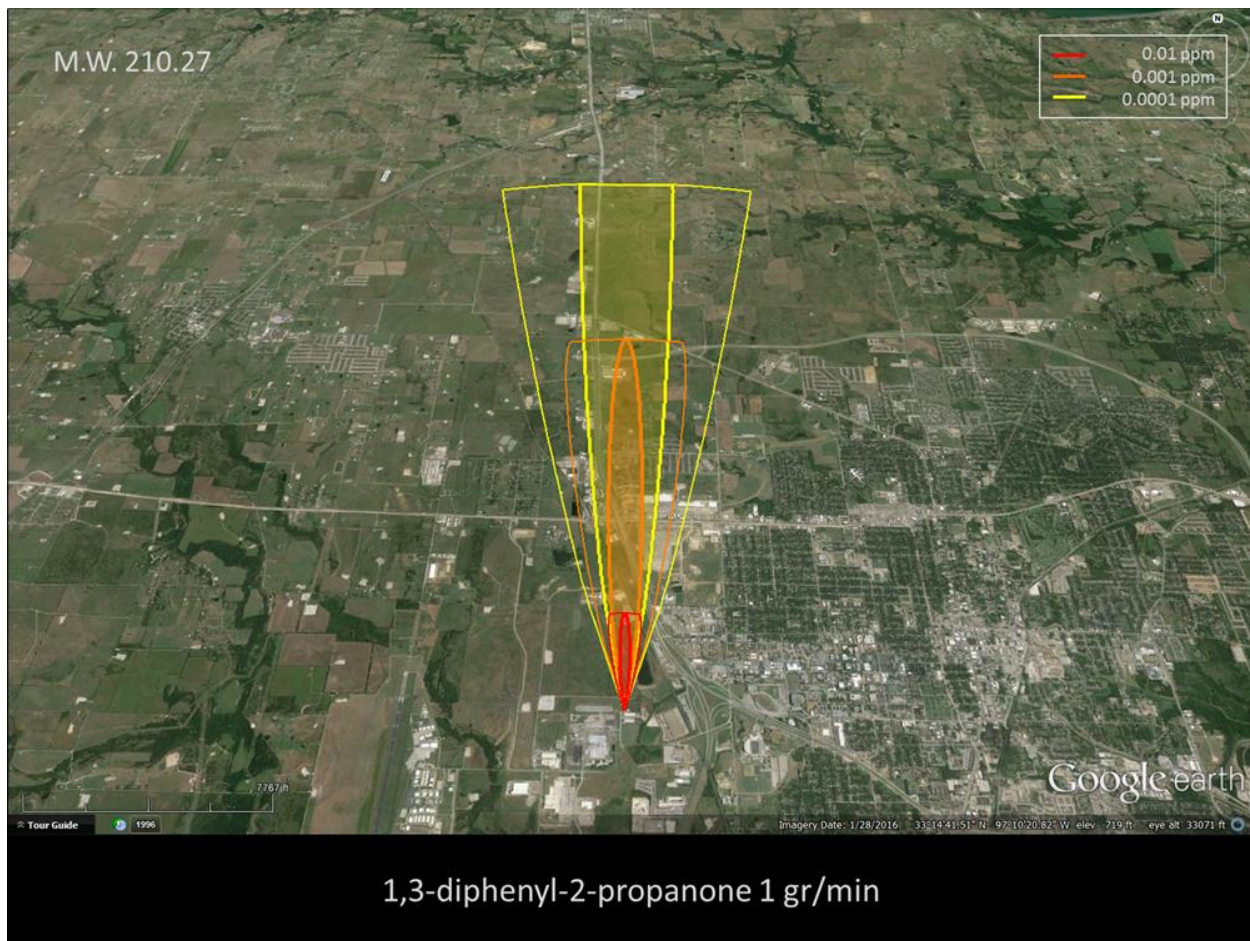 M.W. 210.27
N
0.01 ppm
0.001 ppm
0.0001 ppm
7767 ft
Google earth
Tour Guide
1996
Imagery Date: 1/28/2016 33°14'41.51" N 97°10'20.82" W elev 719 ft eye alt 33071 ft
1,3-diphenyl-2-propanone 1 gr/min